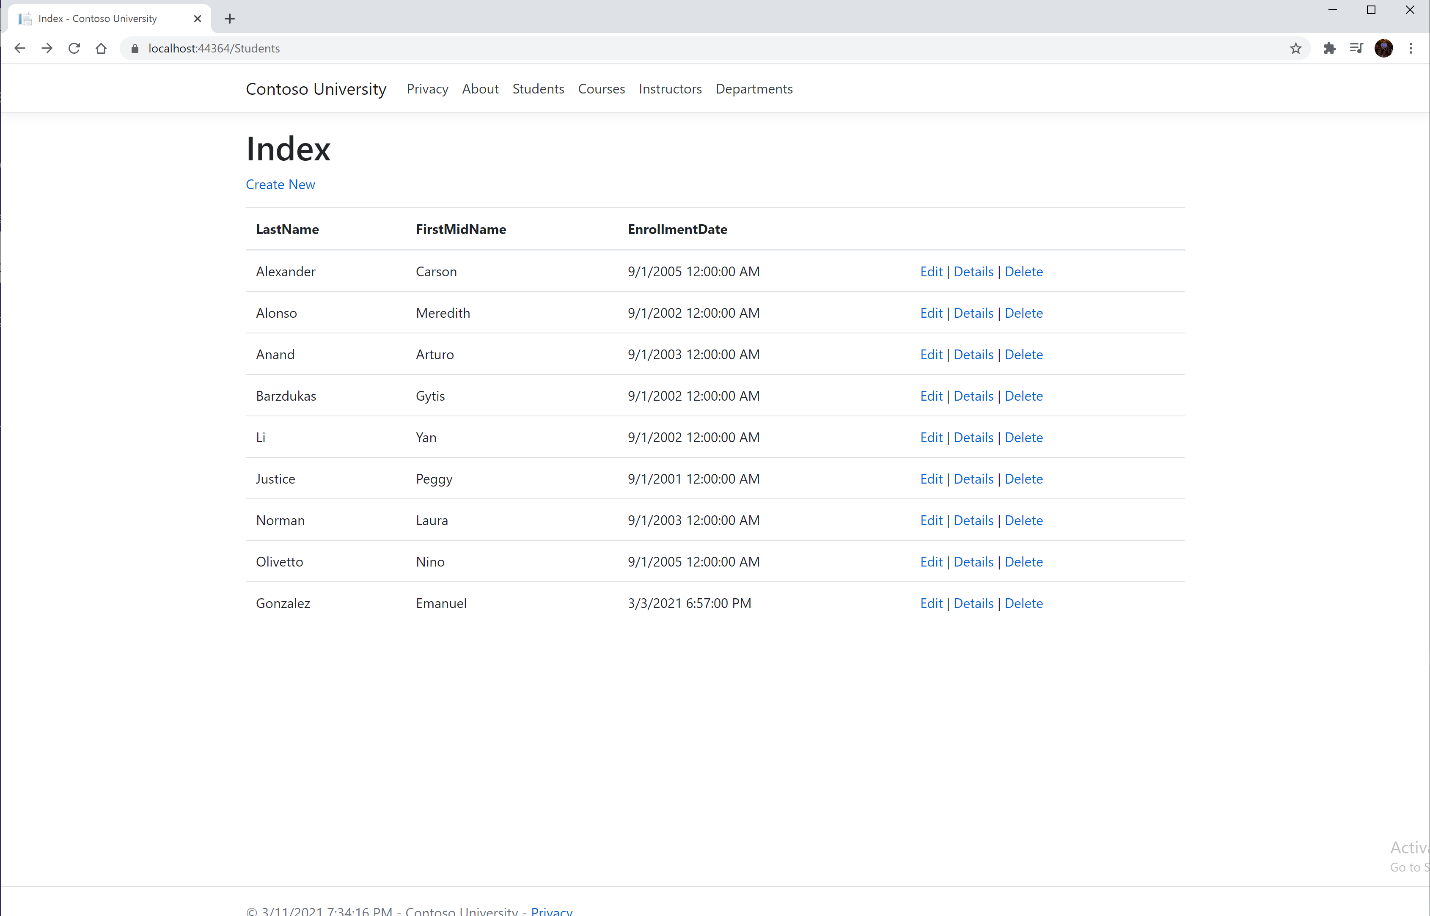 Index - Contoso University
localhost:44364/Students
Contoso University Privacy About Students Courses Instructors Departments
Index
Create New
LastName FirstMidName EnrollmentDate
Alexander Carson 9/1/2005 12:00:00 AM Edit | Details | Delete
Alonso Meredith 9/1/2002 12:00:00 AM Edit | Details | Delete
Anand Arturo 9/1/2003 12:00:00 AM Edit | Details | Delete
Barzdukas Gytis 9/1/2002 12:00:00 AM Edit | Details | Delete
Li Yan 9/1/2002 12:00:00 AM Edit | Details | Delete
Justice Peggy 9/1/2001 12:00:00 AM Edit | Details | Delete
Norman Laura 9/1/2003 12:00:00 AM Edit | Details | Delete
Olivetto Nino 9/1/2005 12:00:00 AM Edit | Details | Delete
Gonzalez Emanuel 3/3/2021 6:57:00 PM Edit | Details | Delete
Activa
Go to S
© 3/11/2021 7:34:16 PM - Contoso University - Privacy